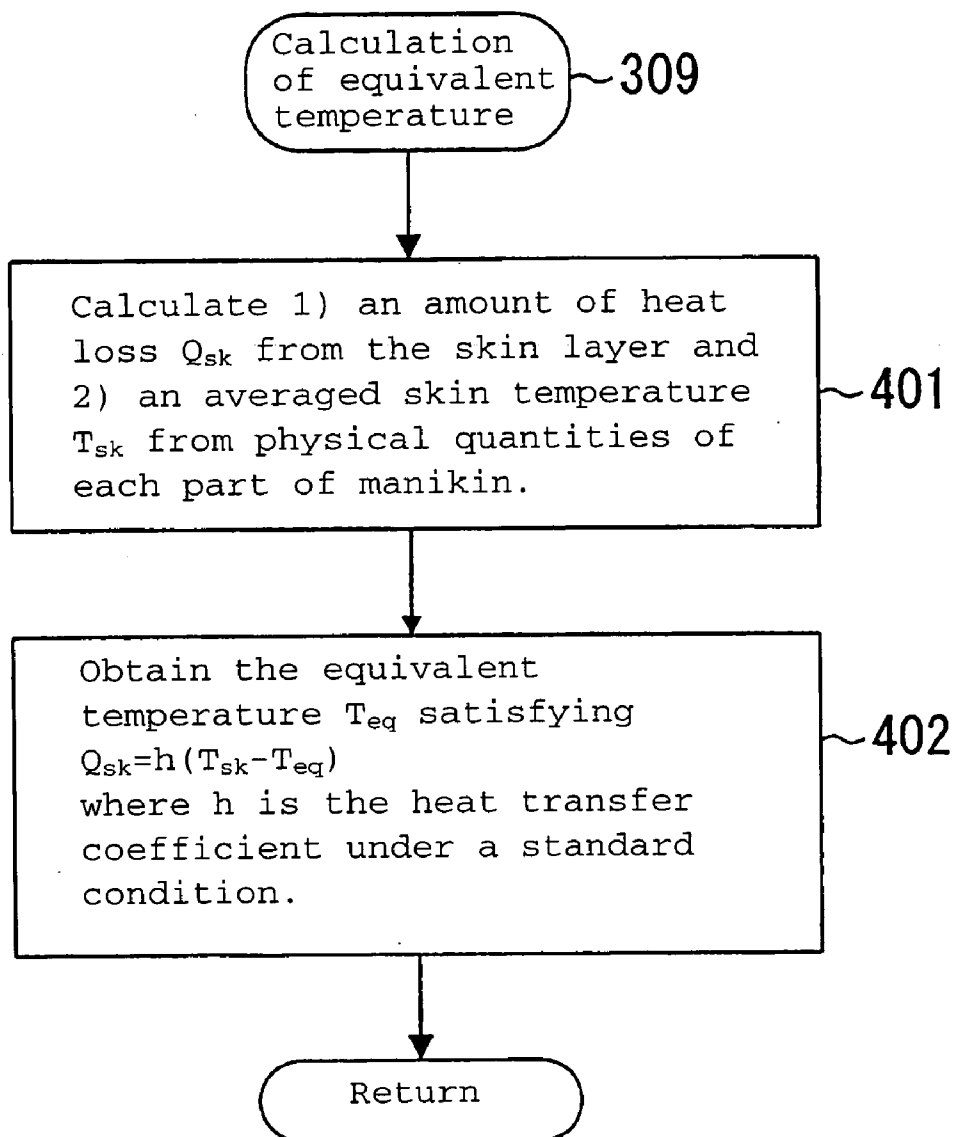 Calculation
of equivalent
temperature
309
Calculate 1) an amount of heat
loss Qsk from the skin layer and
2) an averaged skin temperature
Tsk from physical quantities of
each part of manikin.
401
Obtain the equivalent
temperature Teq satisfying
Qsk=h(Tsk-Teq)
where h is the heat transfer
coefficient under a standard
condition.
402
Return